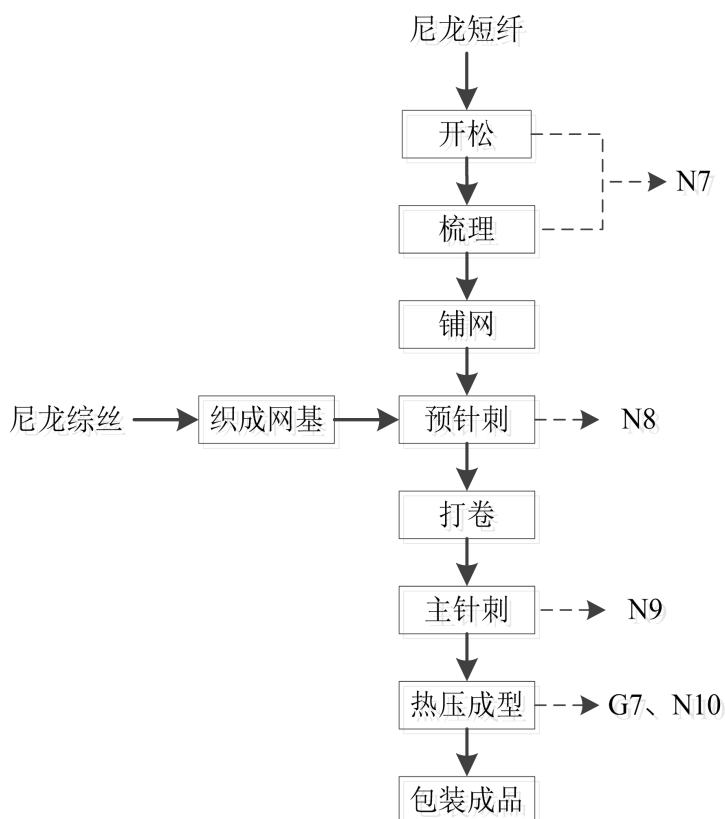 尼龙短纤
开松
N7
梳理
铺网
尼龙综丝
织成网基
预针刺
N8
打卷
主针刺
N9
热压成型
G7、N10
包装成品